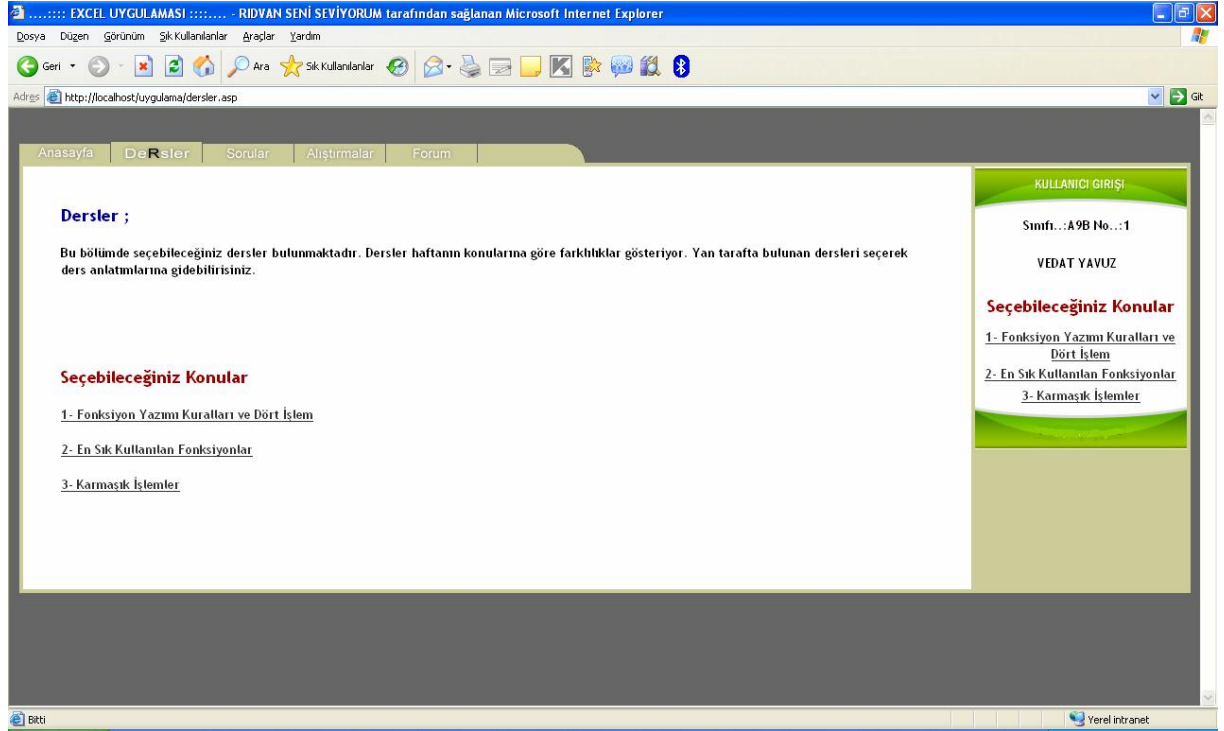 ....:::: EXCEL UYGULAMASI ::::.... - RIDVAN SENİ SEVİYORUM tarafından sağlanan Microsoft Internet Explorer
Dosya Düzen Görünüm Sık Kullanılanlar Araçlar Yardım
Geri Ara Sık Kullanılanlar
Adres http://localhost/uygulama/dersler.asp Git
Anasayfa DeRsler Sorular Alıştırmalar Forum
Dersler ;
Bu bölümde seçebileceğiniz dersler bulunmaktadır. Dersler haftanın konularına göre farklılıklar gösteriyor. Yan tarafta bulunan dersleri seçerek
ders anlatımlarına gidebilirisiniz.
Seçebileceğiniz Konular
1- Fonksiyon Yazımı Kuralları ve Dört İşlem
2- En Sık Kullanılan Fonksiyonlar
3- Karmaşık İşlemler
KULLANICI GIRIŞI
Sınıfı..:A9B No..:1
VEDAT YAVUZ
Seçebileceğiniz Konular
1- Fonksiyon Yazımı Kuralları ve
Dört İşlem
2- En Sık Kullanılan Fonksiyonlar
3- Karmaşık İşlemler
Bitti
Yerel intranet